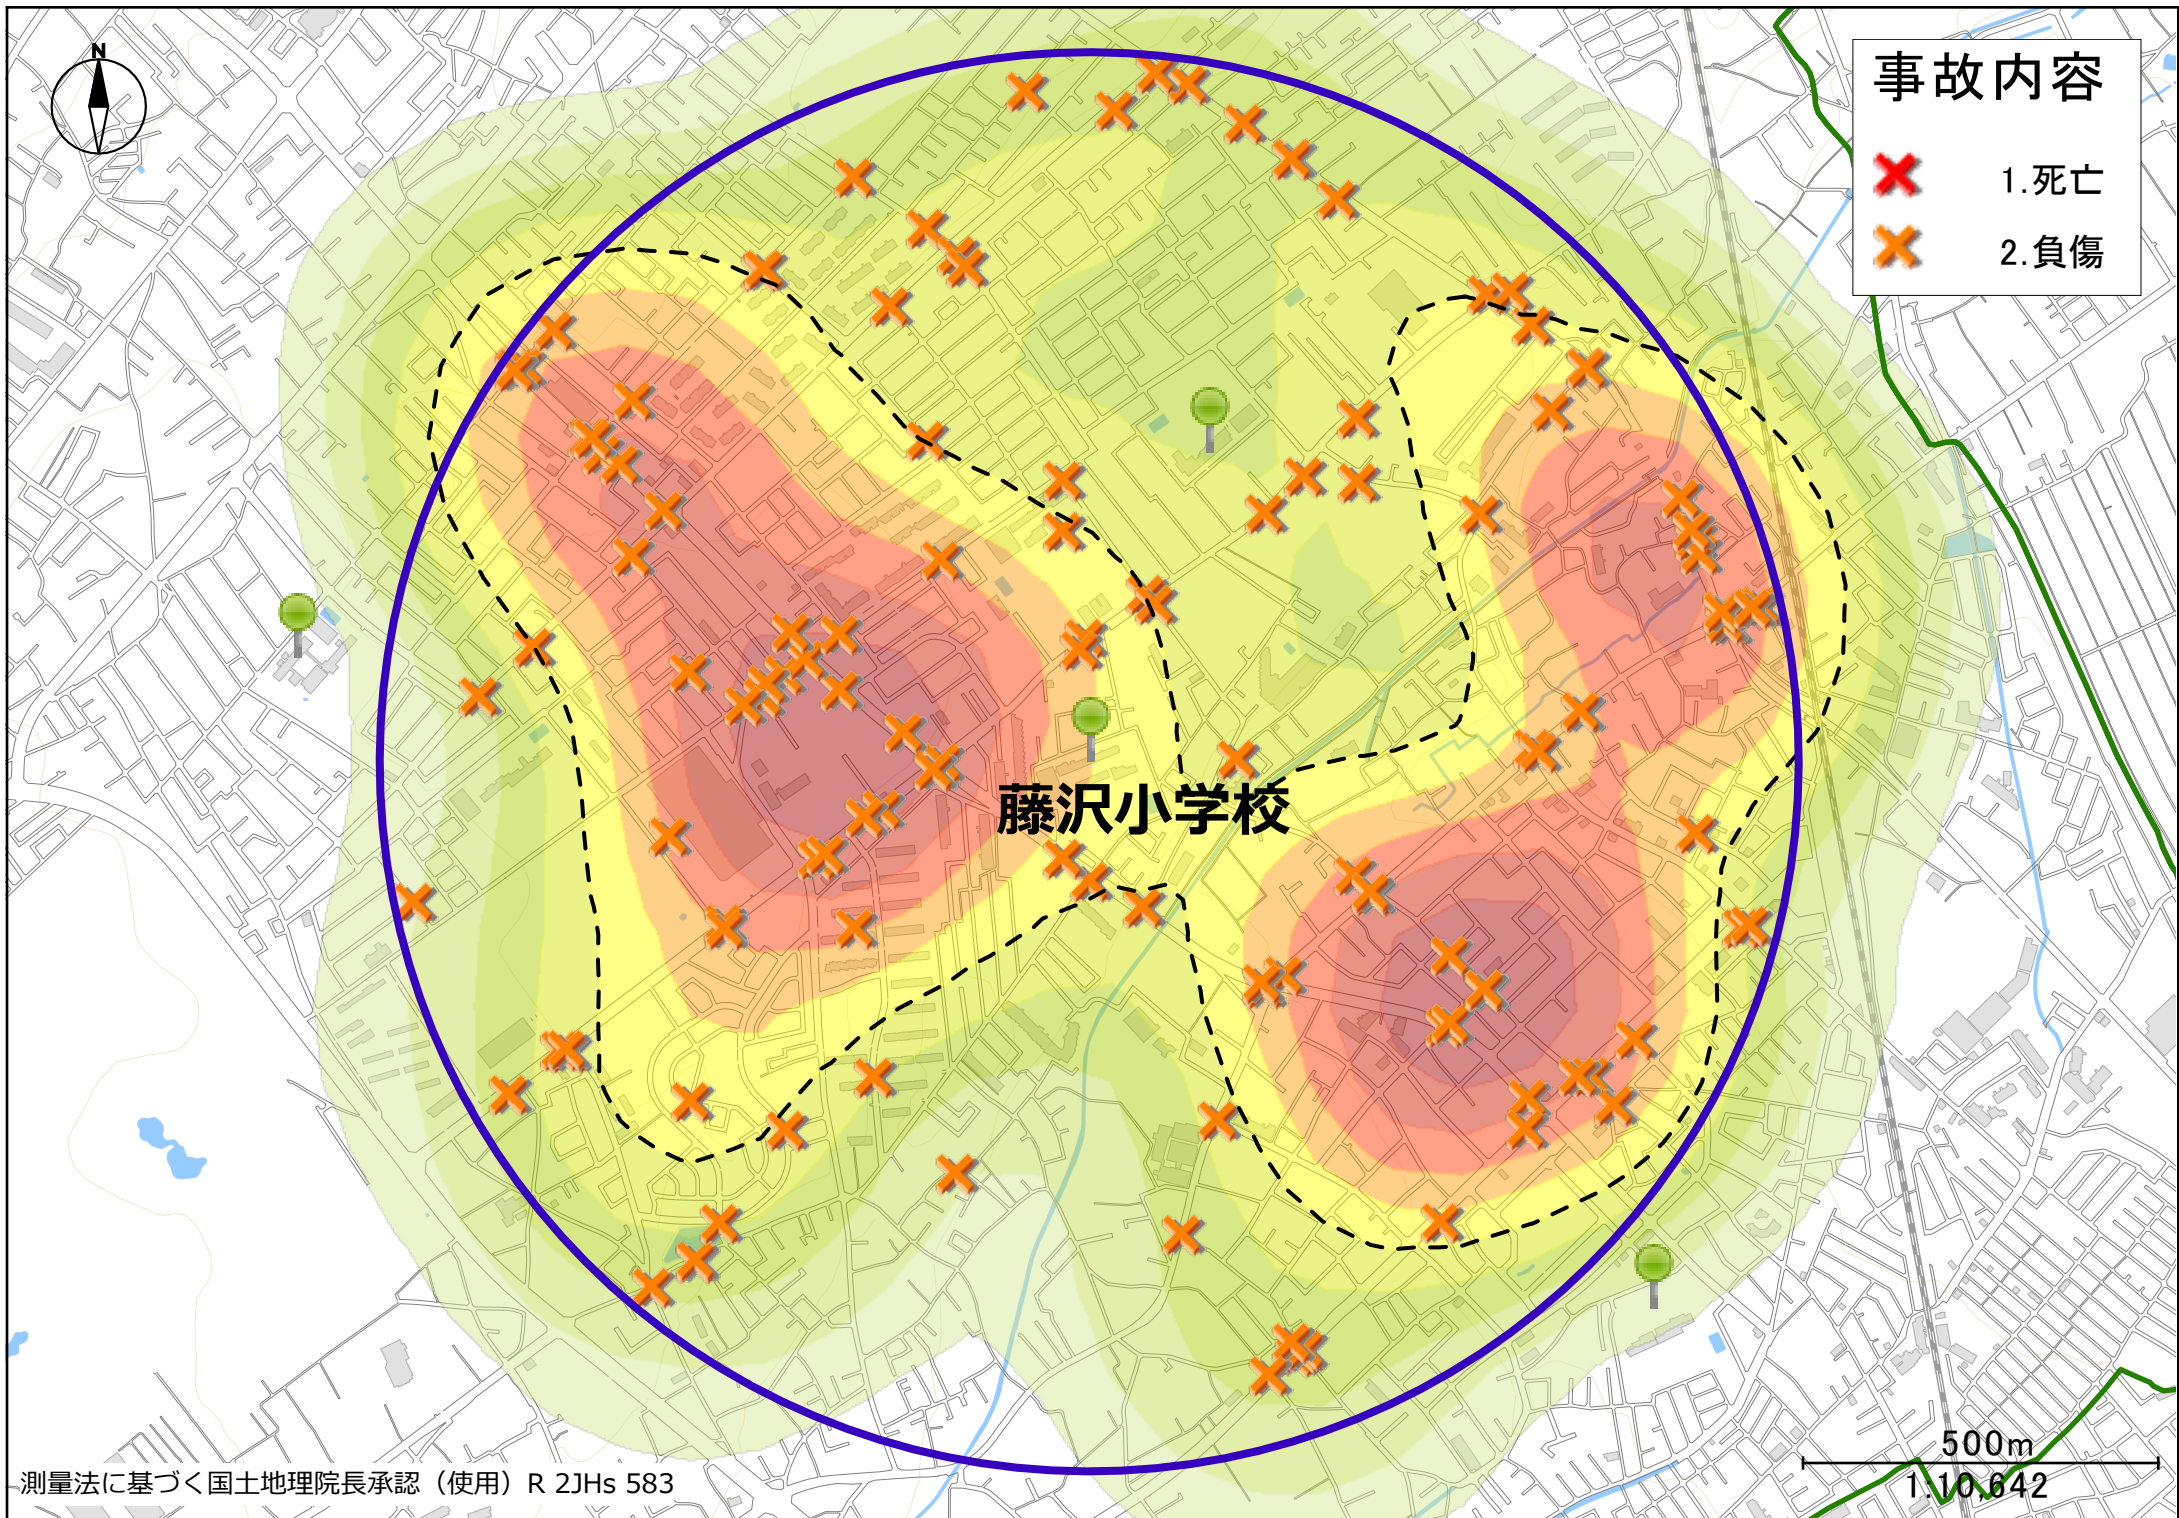 N
事故内容
1.死亡
2.負傷
藤沢小学校
500m
1:10,642
測量法に基づく国土地理院長承認（使用）R 2JHs 583